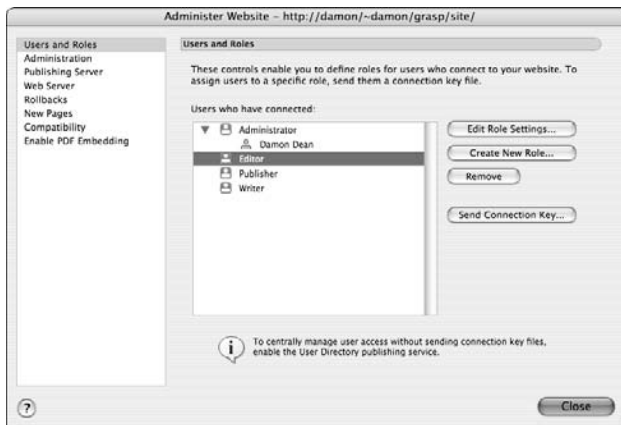 Administer Website – http://damon/~damon/grasp/site/
Users and Roles
Administration
Publishing Server
Web Server
Rollbacks
New Pages
Compatibility
Enable PDF Embedding
Users and Roles
These controls enable you to define roles for users who connect to your website. To
assign users to a specific role, send them a connection key file.
Users who have connected:
Administrator
Damon Dean
Editor
Publisher
Writer
Edit Role Settings...
Create New Role...
Remove
Send Connection Key...
To centrally manage user access without sending connection key files,
enable the User Directory publishing service.
?
Close